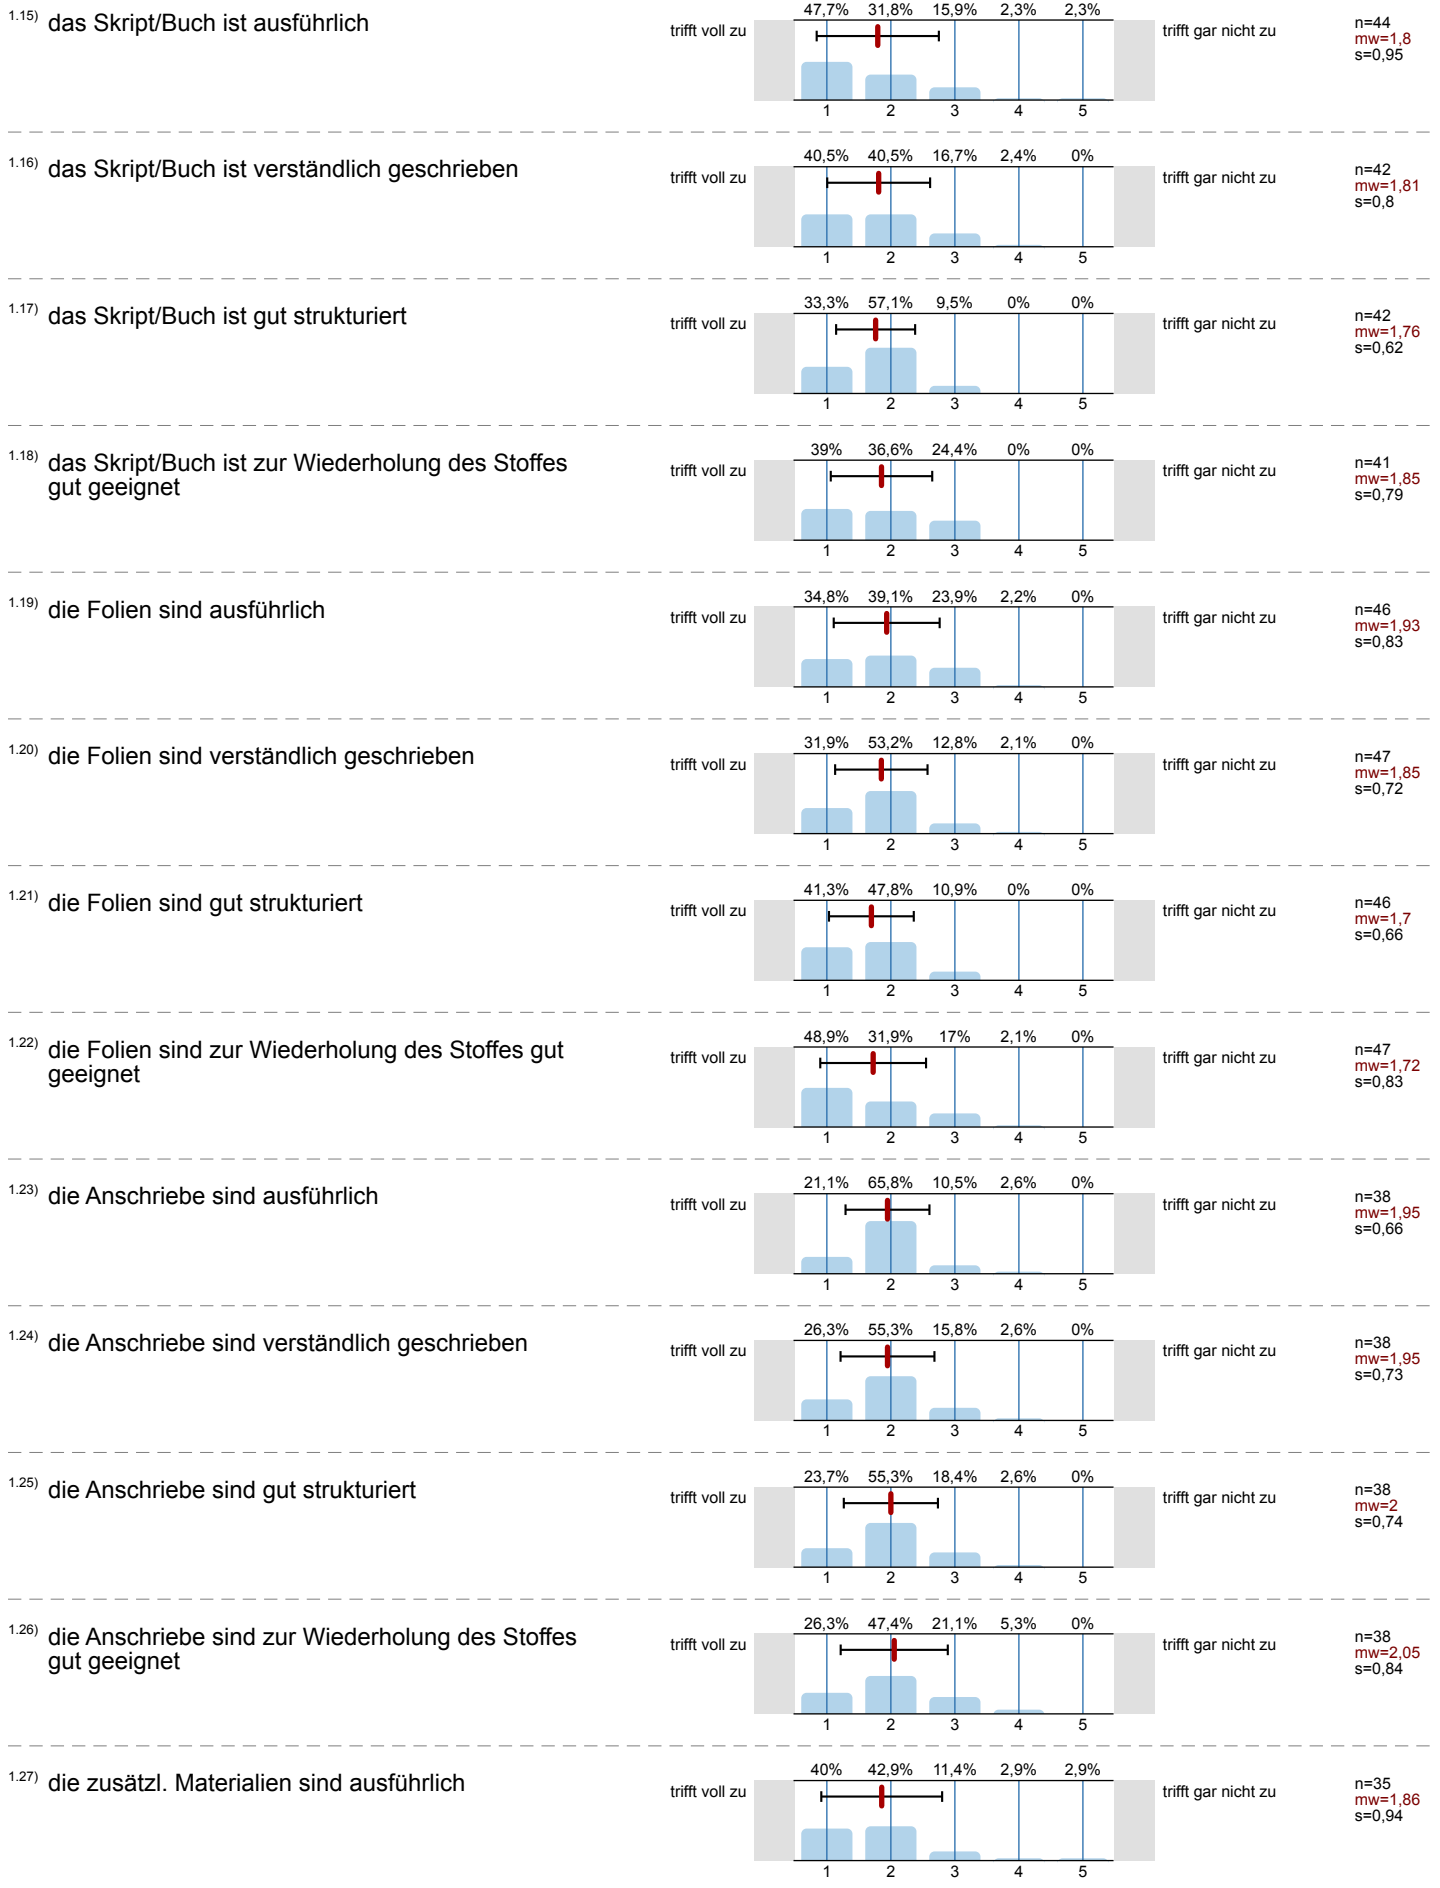 1.15) das Skript/Buch ist ausführlich
47,7% 31,8% 15,9% 2,3% 2,3%
trifft voll zu trifft gar nicht zu
n=44
mw=1,8
s=0,95
1 2 3 4 5
1.16) das Skript/Buch ist verständlich geschrieben
40,5% 40,5% 16,7% 2,4% 0%
trifft voll zu trifft gar nicht zu
n=42
mw=1,81
s=0,8
1 2 3 4 5
1.17) das Skript/Buch ist gut strukturiert
33,3% 57,1% 9,5% 0% 0%
trifft voll zu trifft gar nicht zu
n=42
mw=1,76
s=0,62
1 2 3 4 5
1.18) das Skript/Buch ist zur Wiederholung des Stoffes
gut geeignet
39% 36,6% 24,4% 0% 0%
trifft voll zu trifft gar nicht zu
n=41
mw=1,85
s=0,79
1 2 3 4 5
1.19) die Folien sind ausführlich
34,8% 39,1% 23,9% 2,2% 0%
trifft voll zu trifft gar nicht zu
n=46
mw=1,93
s=0,83
1 2 3 4 5
1.20) die Folien sind verständlich geschrieben
31,9% 53,2% 12,8% 2,1% 0%
trifft voll zu trifft gar nicht zu
n=47
mw=1,85
s=0,72
1 2 3 4 5
1.21) die Folien sind gut strukturiert
41,3% 47,8% 10,9% 0% 0%
trifft voll zu trifft gar nicht zu
n=46
mw=1,7
s=0,66
1 2 3 4 5
1.22) die Folien sind zur Wiederholung des Stoffes gut
geeignet
48,9% 31,9% 17% 2,1% 0%
trifft voll zu trifft gar nicht zu
n=47
mw=1,72
s=0,83
1 2 3 4 5
1.23) die Anschriebe sind ausführlich
21,1% 65,8% 10,5% 2,6% 0%
trifft voll zu trifft gar nicht zu
n=38
mw=1,95
s=0,66
1 2 3 4 5
1.24) die Anschriebe sind verständlich geschrieben
26,3% 55,3% 15,8% 2,6% 0%
trifft voll zu trifft gar nicht zu
n=38
mw=1,95
s=0,73
1 2 3 4 5
1.25) die Anschriebe sind gut strukturiert
23,7% 55,3% 18,4% 2,6% 0%
trifft voll zu trifft gar nicht zu
n=38
mw=2
s=0,74
1 2 3 4 5
1.26) die Anschriebe sind zur Wiederholung des Stoffes
gut geeignet
26,3% 47,4% 21,1% 5,3% 0%
trifft voll zu trifft gar nicht zu
n=38
mw=2,05
s=0,84
1 2 3 4 5
1.27) die zusätzl. Materialien sind ausführlich
40% 42,9% 11,4% 2,9% 2,9%
trifft voll zu trifft gar nicht zu
n=35
mw=1,86
s=0,94
1 2 3 4 5